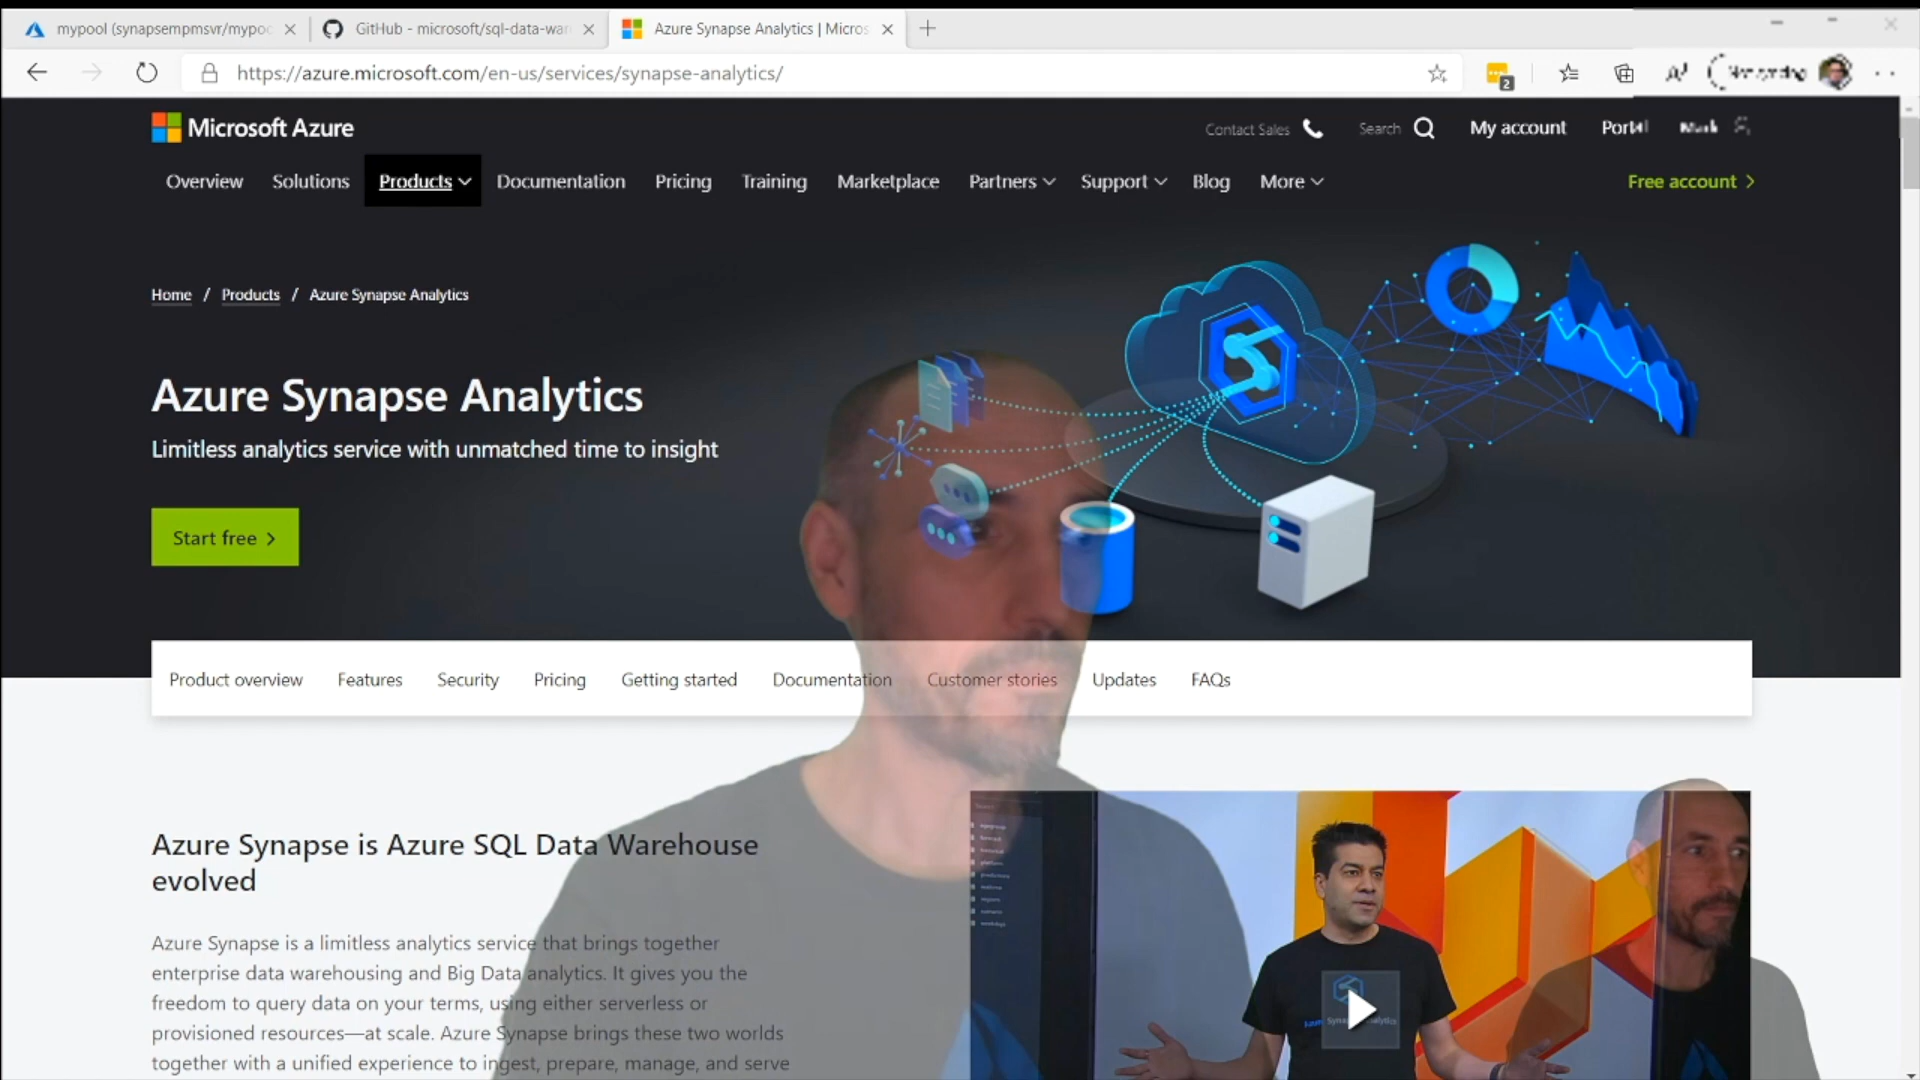 mypool (synapsempmsvr/mypoo
GitHub - microsoft/sql-data-war
Azure Synapse Analytics | Micros
https://azure.microsoft.com/en-us/services/synapse-analytics/
2
Microsoft Azure
Contact Sales
Search
My account
Portal
Overview
Solutions
Products
Documentation
Pricing
Training
Marketplace
Partners
Support
Blog
More
Free account
Home / Products / Azure Synapse Analytics
Azure Synapse Analytics
Limitless analytics service with unmatched time to insight
Start free
Product overview
Features
Security
Pricing
Getting started
Documentation
Customer stories
Updates
FAQs
Azure Synapse is Azure SQL Data Warehouse
evolved
Azure Synapse is a limitless analytics service that brings together
enterprise data warehousing and Big Data analytics. It gives you the
freedom to query data on your terms, using either serverless or
provisioned resources—at scale. Azure Synapse brings these two worlds
together with a unified experience to ingest, prepare, manage, and serve